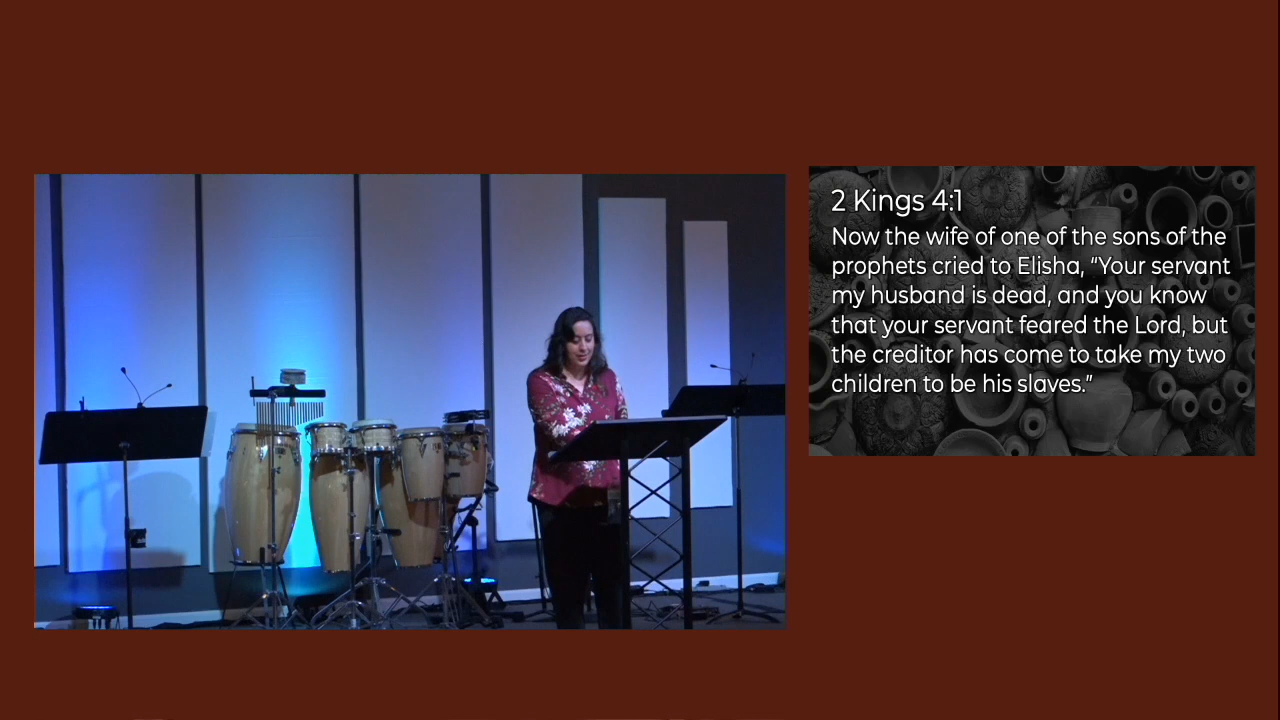 2 Kings 4:1
Now the wife of one of the sons of the
prophets cried to Elisha, “Your servant
my husband is dead, and you know
that your servant feared the Lord, but
the creditor has come to take my two
children to be his slaves.”